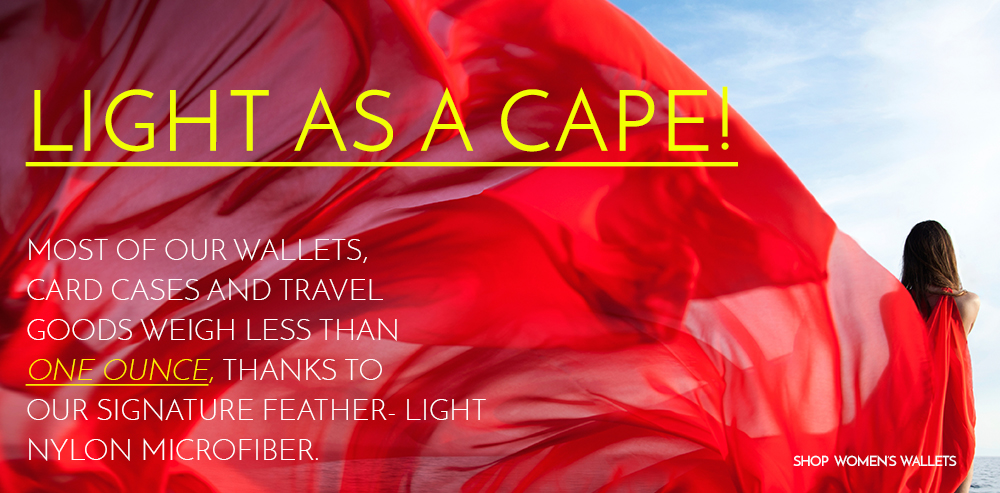 LIGHT AS A CAPE!
MOST OF OUR WALLETS,
CARD CASES AND TRAVEL
GOODS WEIGH LESS THAN
ONE OUNCE, THANKS TO
OUR SIGNATURE FEATHER- LIGHT
NYLON MICROFIBER.
SHOP WOMEN'S WALLETS